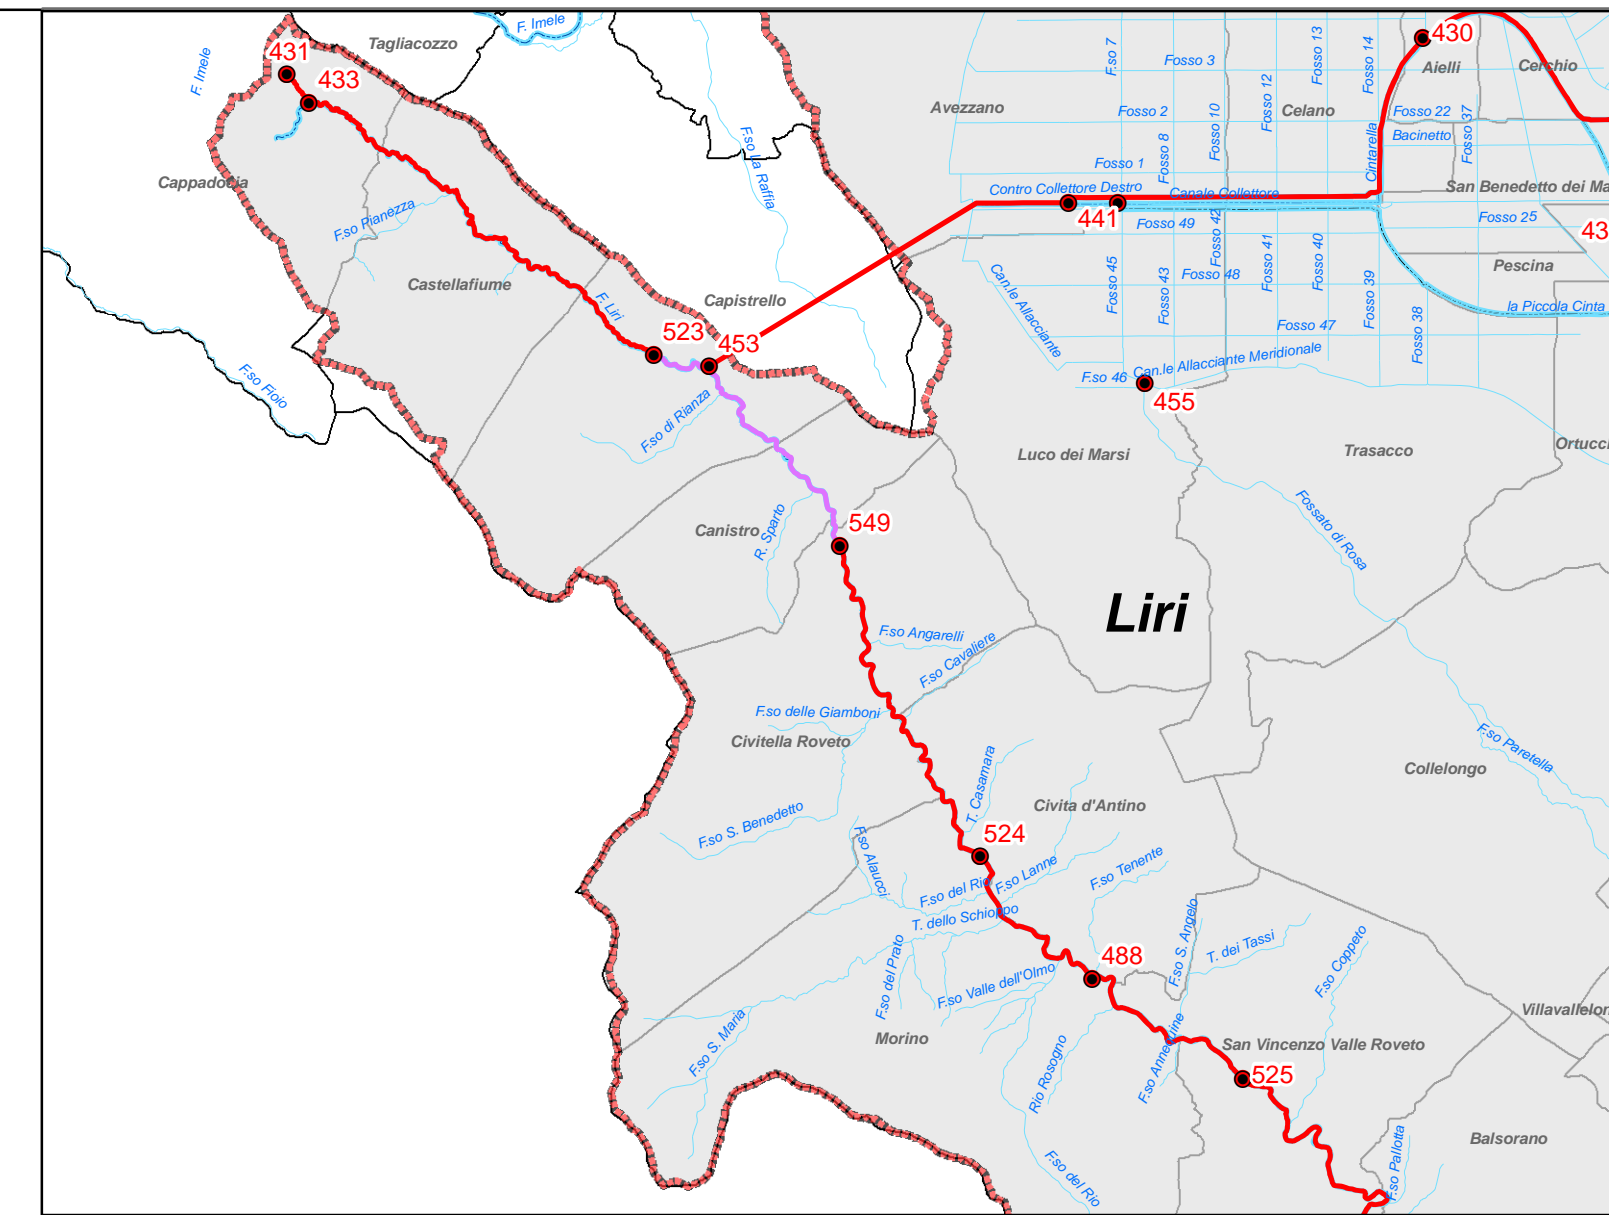 F. Imele
Tagliacozzo
431
433
F. Imele
Cappadocia
F.so Pianezza
Castellafiume
F. Liri
F.so La Raffia
Capistrello
523
453
F.so Fioio
F.so di Rianza
Avezzano
F.so 7
Fosso 3
Fosso 2
Fosso 1
Fosso 8
Fosso 10
Fosso 12
Fosso 13
Fosso 14
Celano
430
Aielli
Cerchio
Fosso 22
Bacinetto
Fosso 37
Cintarella
Contro Collettore Destro
Canale Collettore
San Benedetto dei Ma
441
Fosso 49
Fosso 42
Fosso 25
43
Pescina
Can.le Allacciante
Fosso 45
Fosso 43
Fosso 48
Fosso 41
Fosso 40
Fosso 39
Fosso 38
la Piccola Cinta
Fosso 47
F.so 46
Can.le Allacciante Meridionale
455
Luco dei Marsi
Trasacco
Ortucc
Canistro
R. Sparto
549
Fossato di Rosa
Liri
F.so Angarelli
F.so Cavaliere
F.so delle Giamboni
Civitella Roveto
F.so Paretella
Collelongo
T. Casamara
Civita d'Antino
F.so S. Benedetto
F.so Alaucci
524
F.so del Rio
F.so Lanne
F.so Tenente
T. dello Schioppo
F.so S. Angelo
T. dei Tassi
F.so Coppeto
488
F.so del Prato
F.so Valle dell'Olmo
F.so S. Maria
Morino
Rio Rosogno
F.so Annequine
San Vincenzo Valle Roveto
Villavallelon
525
Balsorano
F.so Pallotta
F.so del Rio